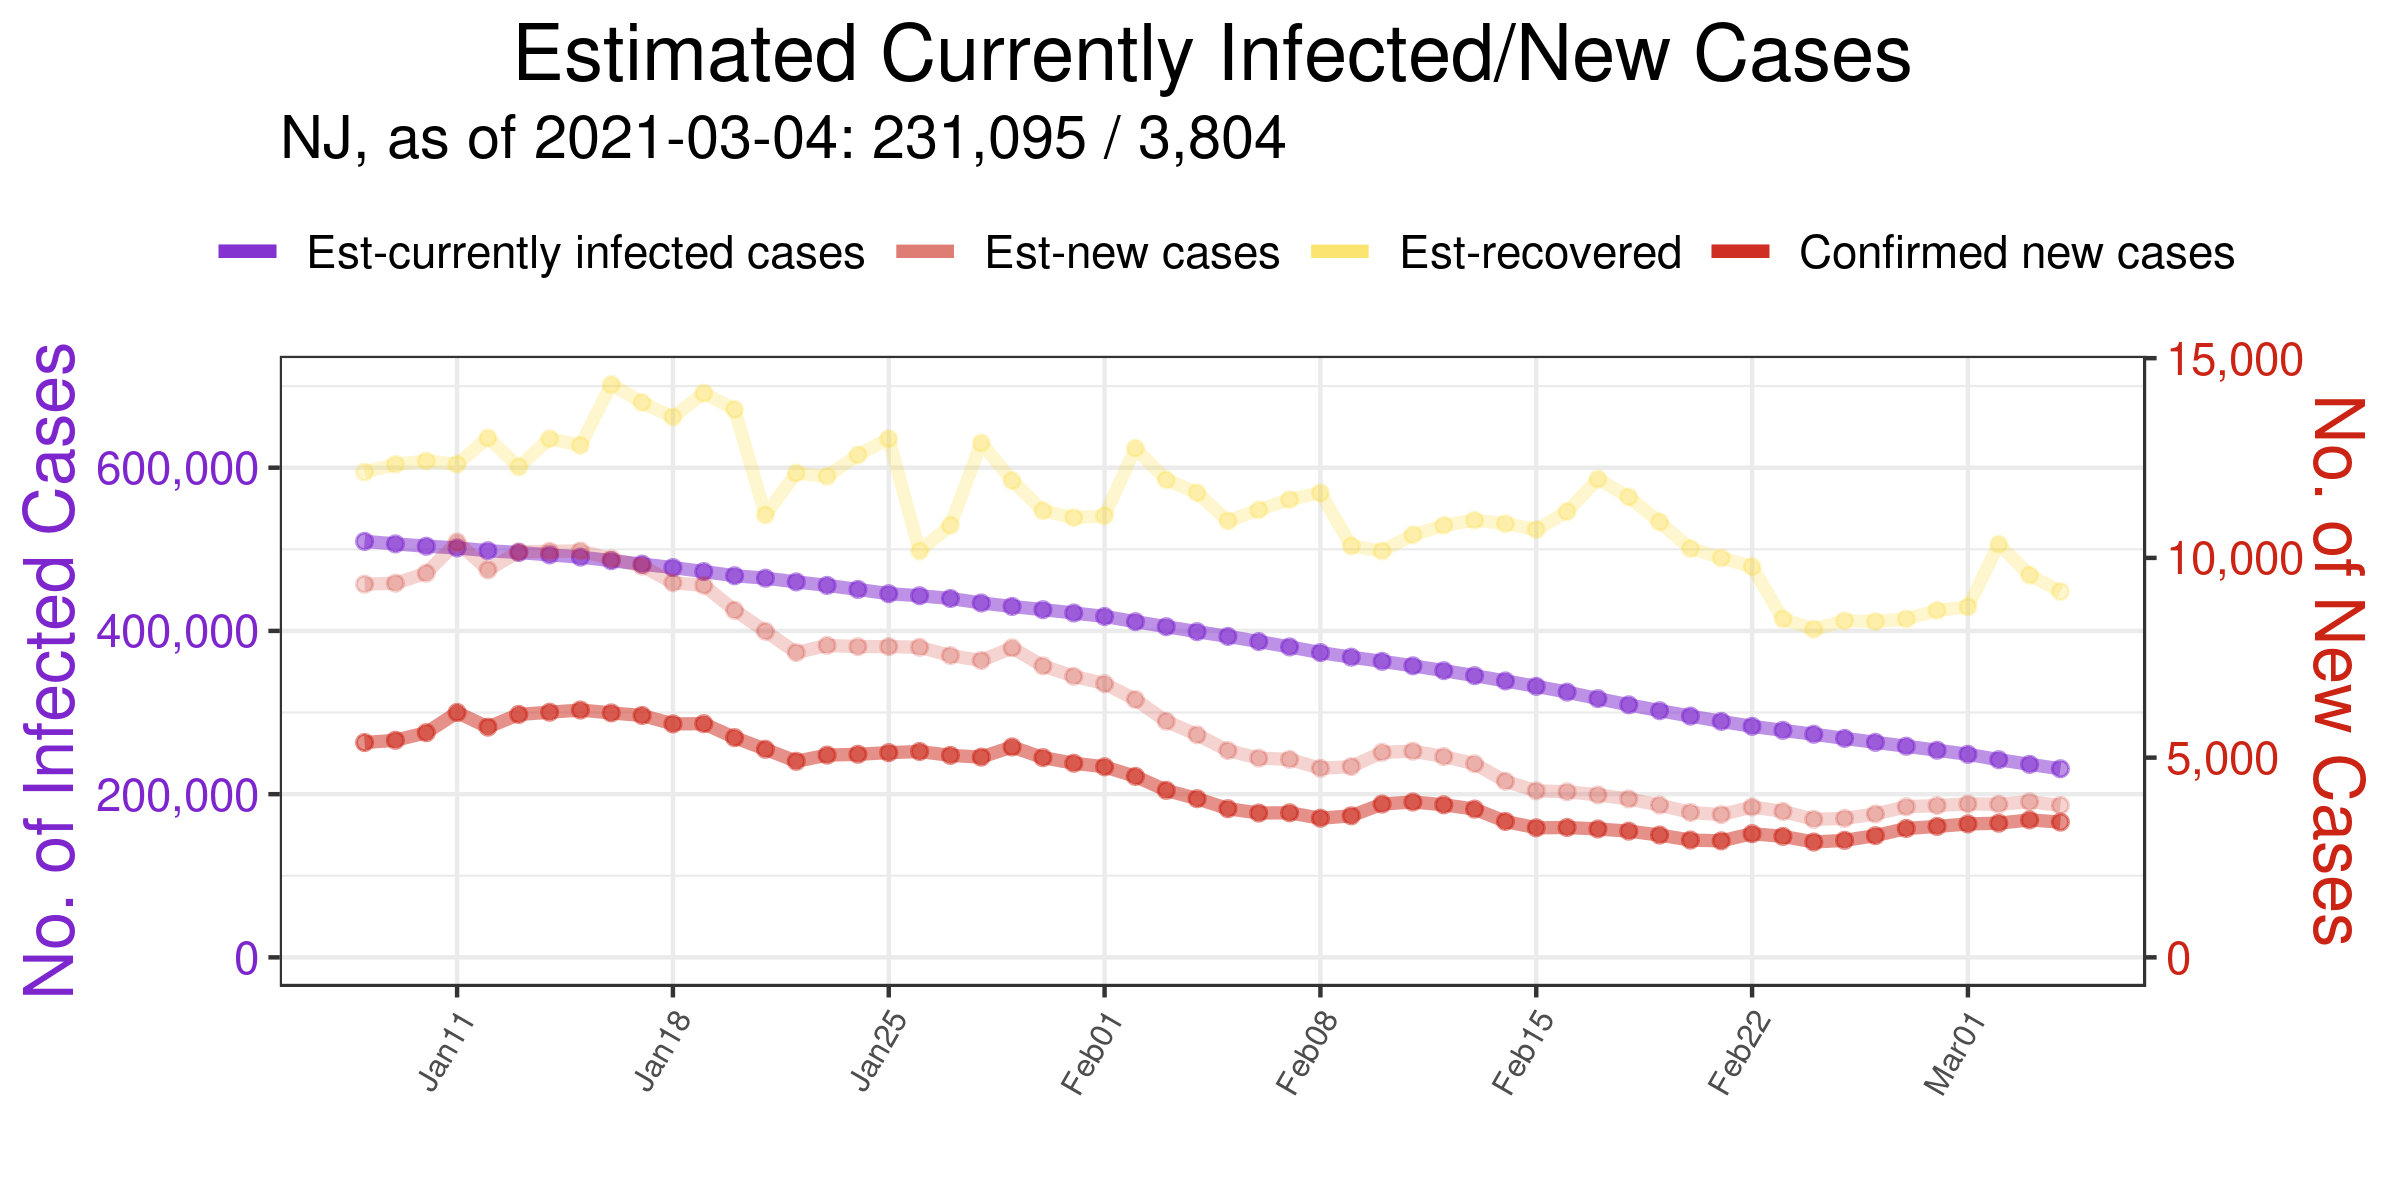 Estimated Currently Infected/New Cases
NJ, as of 2021-03-04: 231,095 / 3,804
Est-currently infected cases Est-new cases Est-recovered Confirmed new cases
No. of Infected Cases
600,000
400,000
200,000
0
15,000
10,000
5,000
0
No. of New Cases
Jan11 Jan18 Jan25 Feb01 Feb08 Feb15 Feb22 Mar01